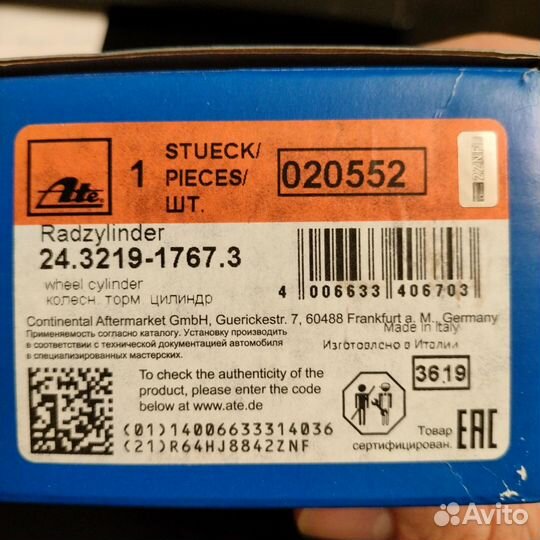 Ate
1
STUECK/
PIECES/
ШТ.
020552
Radzylinder
24.3219-1767.3
wheel cylinder
колесн. торм. цилиндр
4 006633 406703
Continental Aftermarket GmbH, Guerickestr. 7, 60488 Frankfurt a. M., Germany
Made in Italy
Применяемость согласно каталогу. Установку производить
в соответствии с технической документацией автомобиля
в специализированных мастерских.
Изготовлено в Италии
To check the authenticity of the
product, please enter the code
below at www.ate.de
3619
(01)14006633314036
(21)R64HJ8842ZNF
Товар
сертифицирован.
EAC
Avito